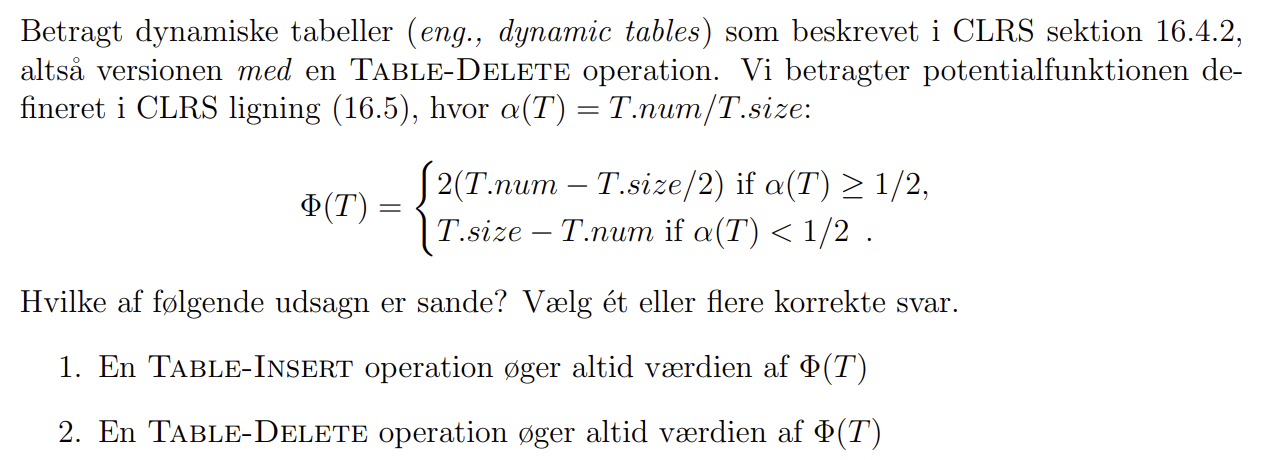 Betragt dynamiske tabeller (eng., dynamic tables) som beskrevet i CLRS sektion 16.4.2,
altså versionen med en TABLE-DELETE operation. Vi betragter potentialfunktionen de-
fineret i CLRS ligning (16.5), hvor α(T) = T.num/T.size:
Φ(T) = { 2(T.num − T.size/2) if α(T) ≥ 1/2,
T.size − T.num if α(T) < 1/2 .
Hvilke af følgende udsagn er sande? Vælg ét eller flere korrekte svar.
1. En TABLE-INSERT operation øger altid værdien af Φ(T)
2. En TABLE-DELETE operation øger altid værdien af Φ(T)